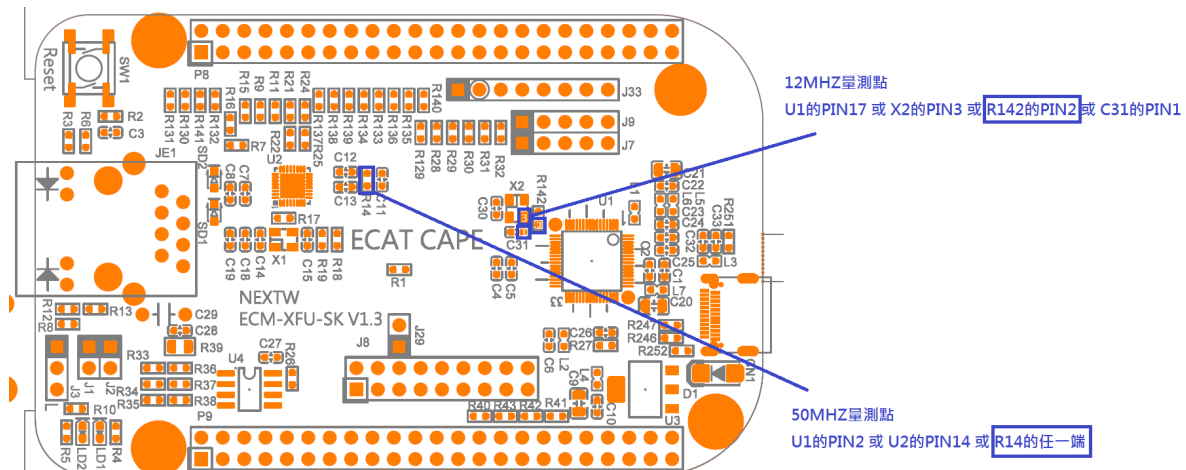 SW1
Reset
P8
R15
R9
R11
R21
R24
R16
R140
J33
R2
C3
R3
R6
R131
R130
R141
R132
R7
R22
R137
R25
R138
R139
R134
R133
R136
R135
J9
J7
R129
R28
R29
R30
R31
R32
12MHZ量測點
U1的PIN17 或 X2的PIN3 或 R142的PIN2 或 C31的PIN1
JE1
SD2
C8
C7
U2
C12
C13
R14
C11
X2
R142
C30
C31
U1
C21
C22
L6
L5
C23
C24
C32
C33
R251
C25
L3
SD1
R17
X1
C19
C18
C14
C15
R19
R18
ECAT CAPE
R1
C4
C5
33
C2
C1
L7
C20
NEXTW
ECM-XFU-SK V1.3
R12
R13
R8
C29
C28
R39
J29
J8
C27
R26
U4
R33
R36
R37
R34
R35
R38
J1
J2
J3
R10
P9
C6
L2
C26
R27
R247
R246
R252
L4
C9
C10
D1
CN1
U3
R40
R43
R42
R41
R5
LD2
LD1
R4
50MHZ量測點
U1的PIN2 或 U2的PIN14 或 R14的任一端